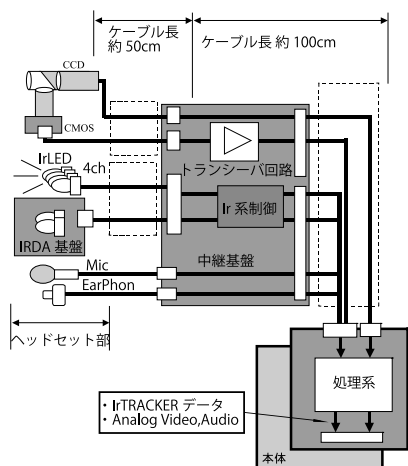 ケーブル長
約 50cm
ケーブル長 約 100cm
CCD
CMOS
IrLED
4ch
トランシーバ回路
Ir 系制御
IRDA 基盤
中継基盤
Mic
EarPhon
ヘッドセット部
処理系
・IrTRACKER データ
・Analog Video,Audio
本体